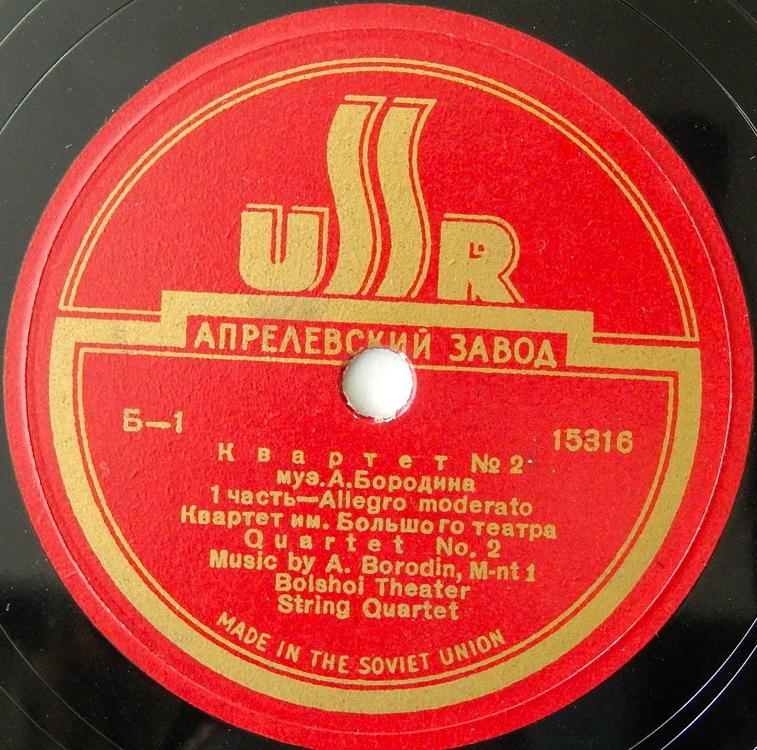 USSR
АПРЕЛЕВСКИЙ ЗАВОД
Б—1
15316
Квартет № 2
муз. А. Бородина
1 часть—Allegro moderato
Квартет им. Большого театра
Quartet No. 2
Music by A. Borodin, M-nt 1
Bolshoi Theater
String Quartet
MADE IN THE SOVIET UNION